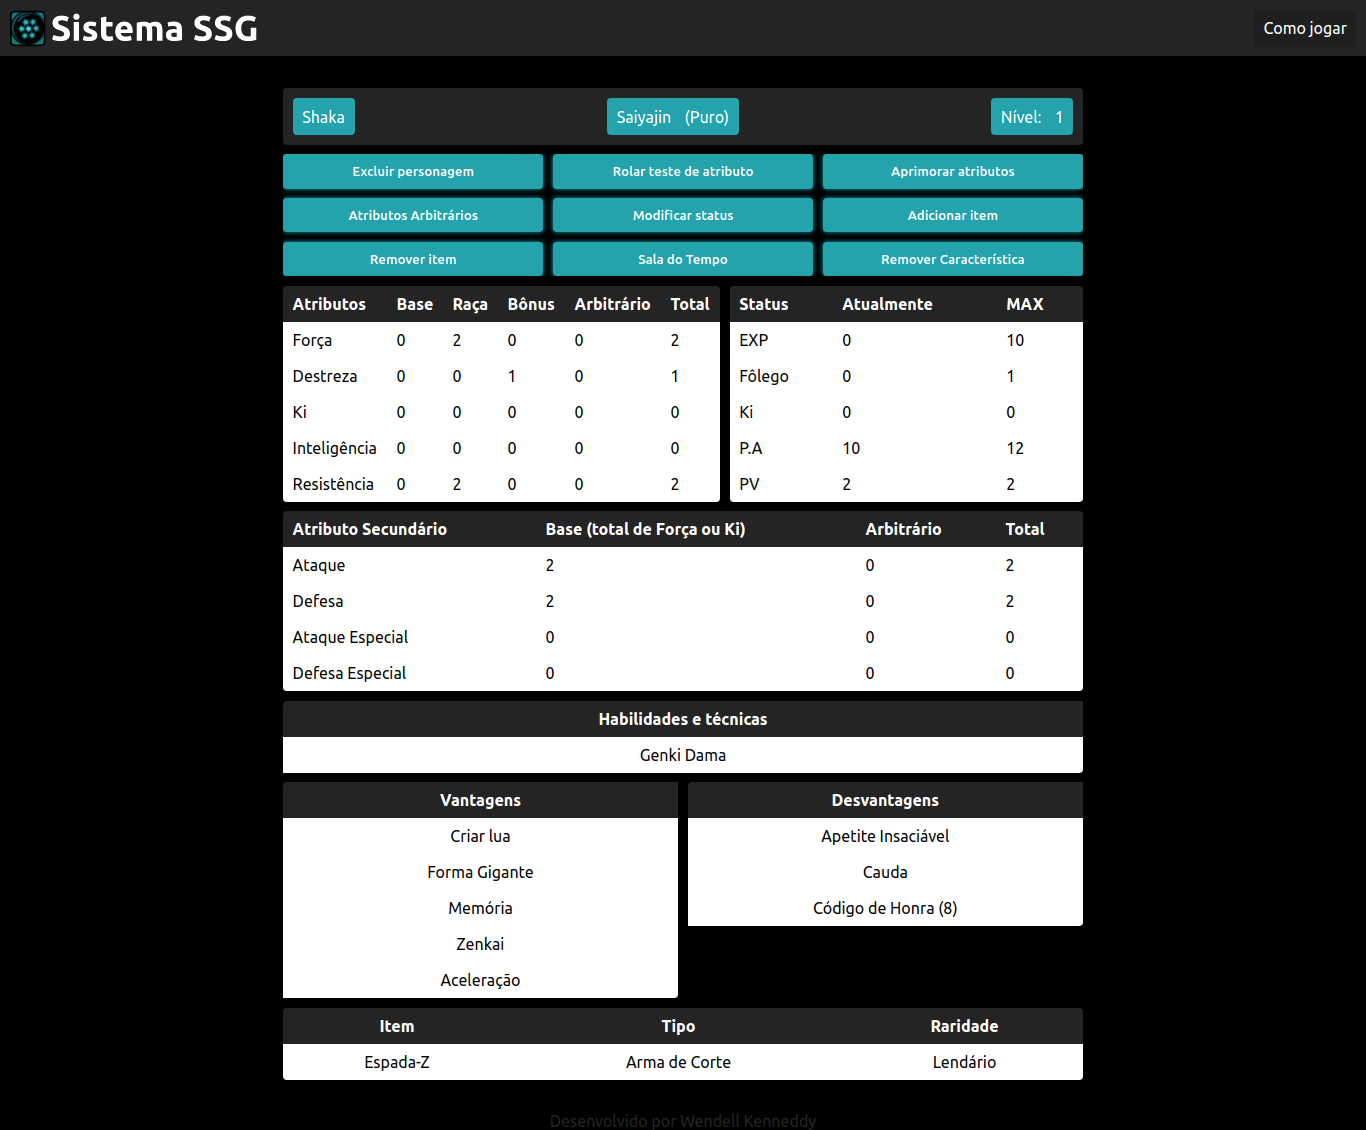 Sistema SSG
Como jogar
Shaka Saiyajin (Puro) Nível: 1
Excluir personagem Rolar teste de atributo Aprimorar atributos
Atributos Arbitrários Modificar status Adicionar item
Remover item Sala do Tempo Remover Característica
Atributos Base Raça Bônus Arbitrário Total
Força 0 2 0 0 2
Destreza 0 0 1 0 1
Ki 0 0 0 0 0
Inteligência 0 0 0 0 0
Resistência 0 2 0 0 2
Status Atualmente MAX
EXP 0 10
Fôlego 0 1
Ki 0 0
P.A 10 12
PV 2 2
Atributo Secundário Base (total de Força ou Ki) Arbitrário Total
Ataque 2 0 2
Defesa 2 0 2
Ataque Especial 0 0 0
Defesa Especial 0 0 0
Habilidades e técnicas
Genki Dama
Vantagens
Criar lua
Forma Gigante
Memória
Zenkai
Aceleração
Desvantagens
Apetite Insaciável
Cauda
Código de Honra (8)
Item Tipo Raridade
Espada-Z Arma de Corte Lendário
Desenvolvido por Wendell Kenneddy